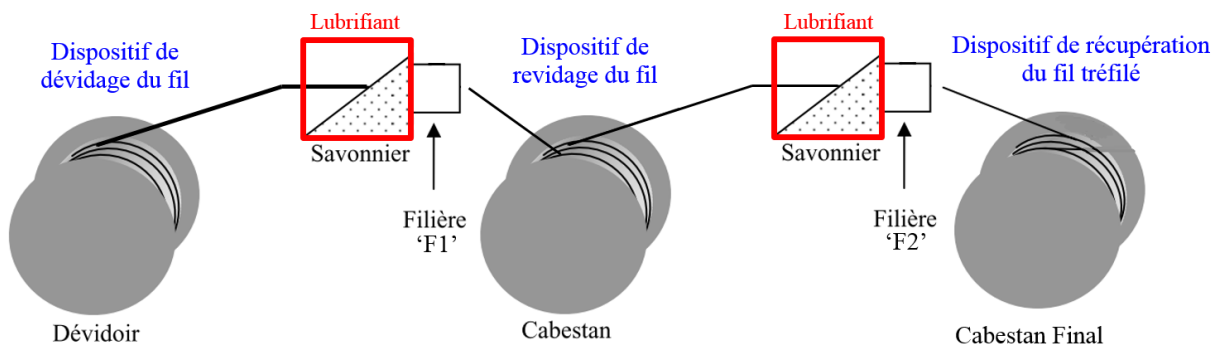 Dispositif de
dévidage du fil
Lubrifiant
Savonnier
Filière
‘F1’
Dévidoir
Dispositif de
revidage du fil
Cabestan
Lubrifiant
Savonnier
Filière
‘F2’
Dispositif de récupération
du fil tréfilé
Cabestan Final